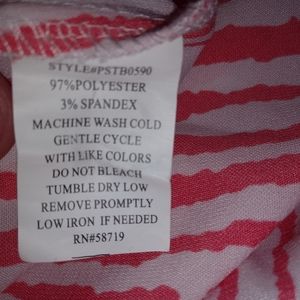 STYLE#PSTB0590
97%POLYESTER
3% SPANDEX
MACHINE WASH COLD
GENTLE CYCLE
WITH LIKE COLORS
DO NOT BLEACH
TUMBLE DRY LOW
REMOVE PROMPTLY
LOW IRON IF NEEDED
RN#58719